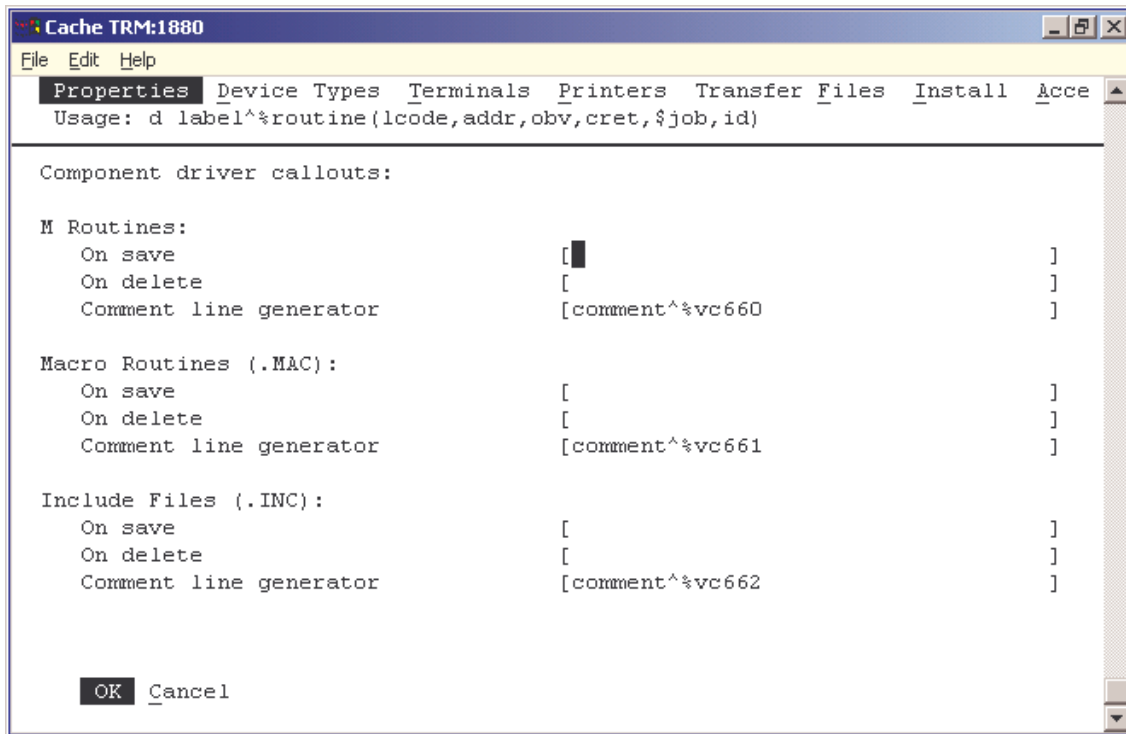 Cache TRM:1880
File Edit Help
Properties Device Types Terminals Printers Transfer Files Install Acce
Usage: d label^%routine(lcode,addr,obv,cret,$job,id)
Component driver callouts:
M Routines:
On save [ ]
On delete [ ]
Comment line generator [comment^%vc660 ]
Macro Routines (.MAC):
On save [ ]
On delete [ ]
Comment line generator [comment^%vc661 ]
Include Files (.INC):
On save [ ]
On delete [ ]
Comment line generator [comment^%vc662 ]
OK Cancel